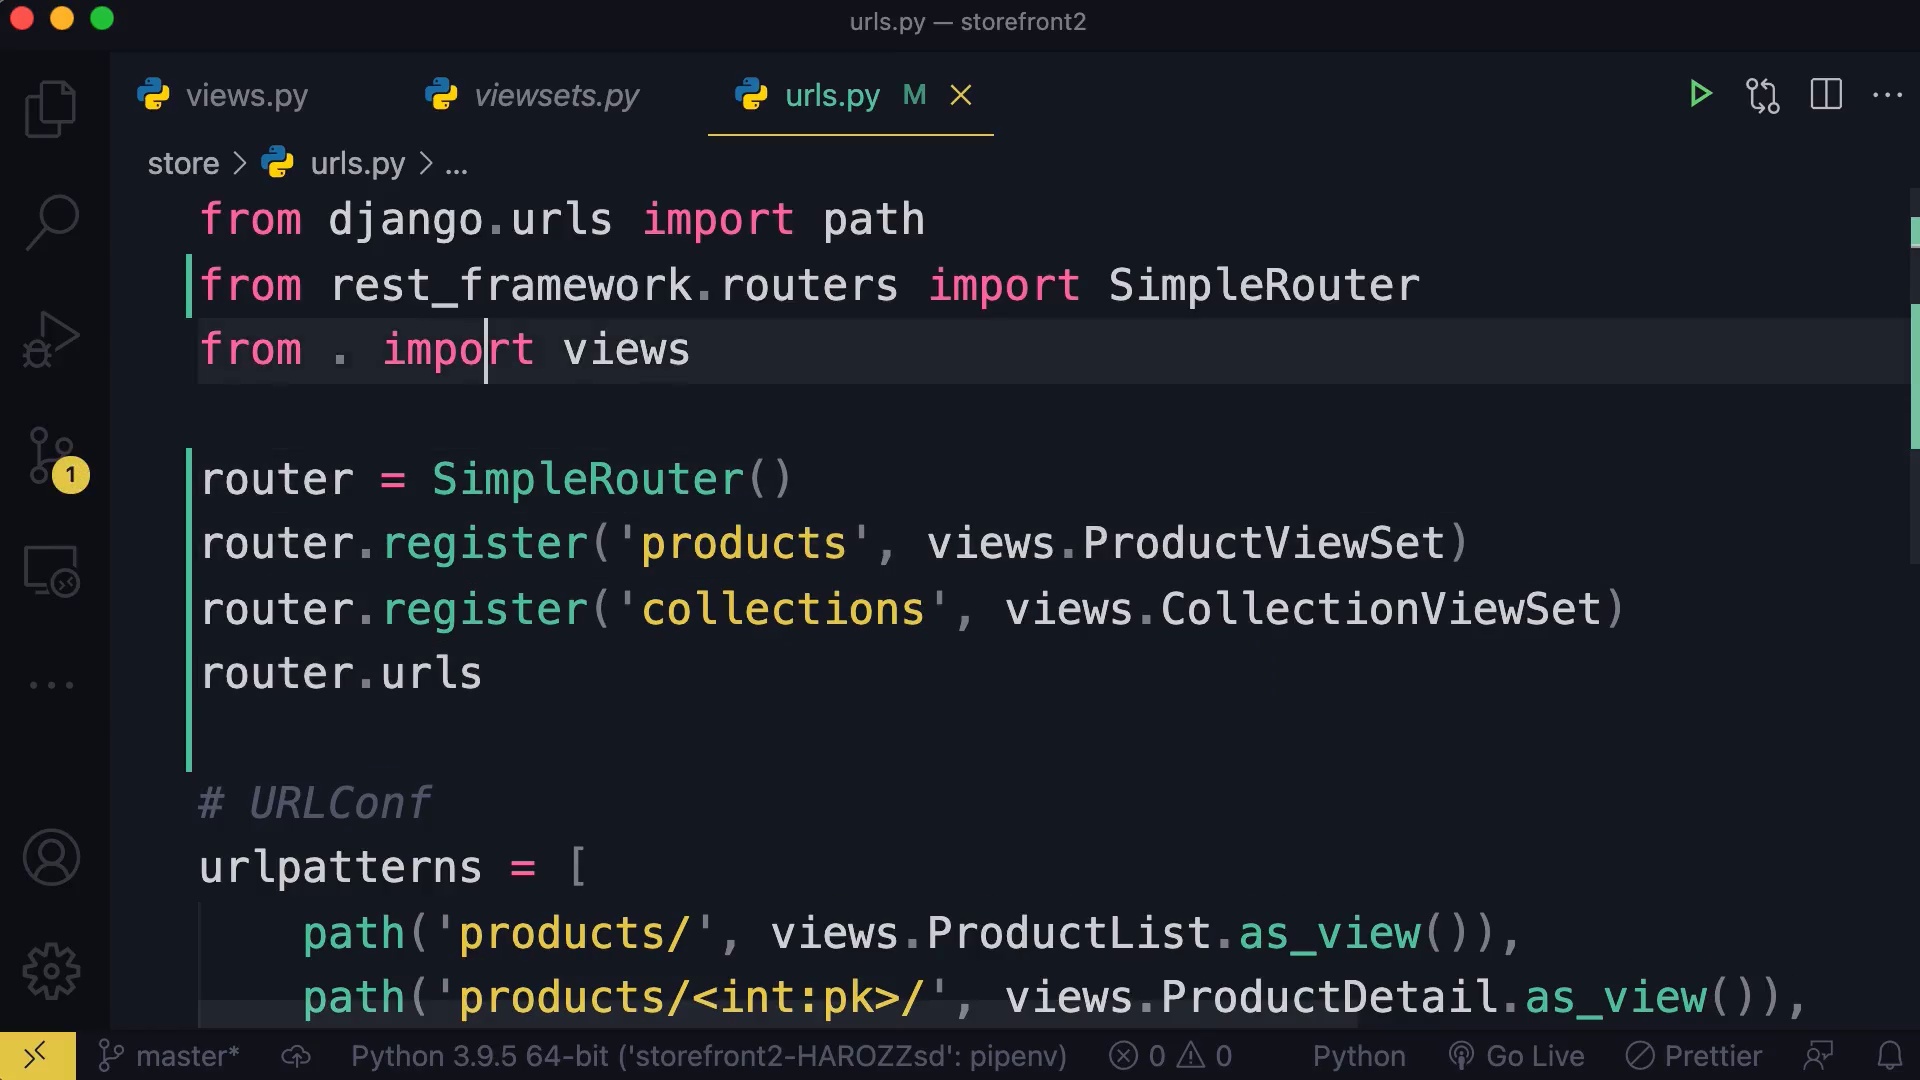 urls.py — storefront2
views.py
viewsets.py
urls.py M
store > urls.py > ...
from django.urls import path
from rest_framework.routers import SimpleRouter
from . import views
router = SimpleRouter()
router.register('products', views.ProductViewSet)
router.register('collections', views.CollectionViewSet)
router.urls
# URLConf
urlpatterns = [
path('products/', views.ProductList.as_view()),
path('products/<int:pk>/', views.ProductDetail.as_view()),
1
master* Python 3.9.5 64-bit ('storefront2-HAROZZsd': pipenv) 0 0 Python Go Live Prettier